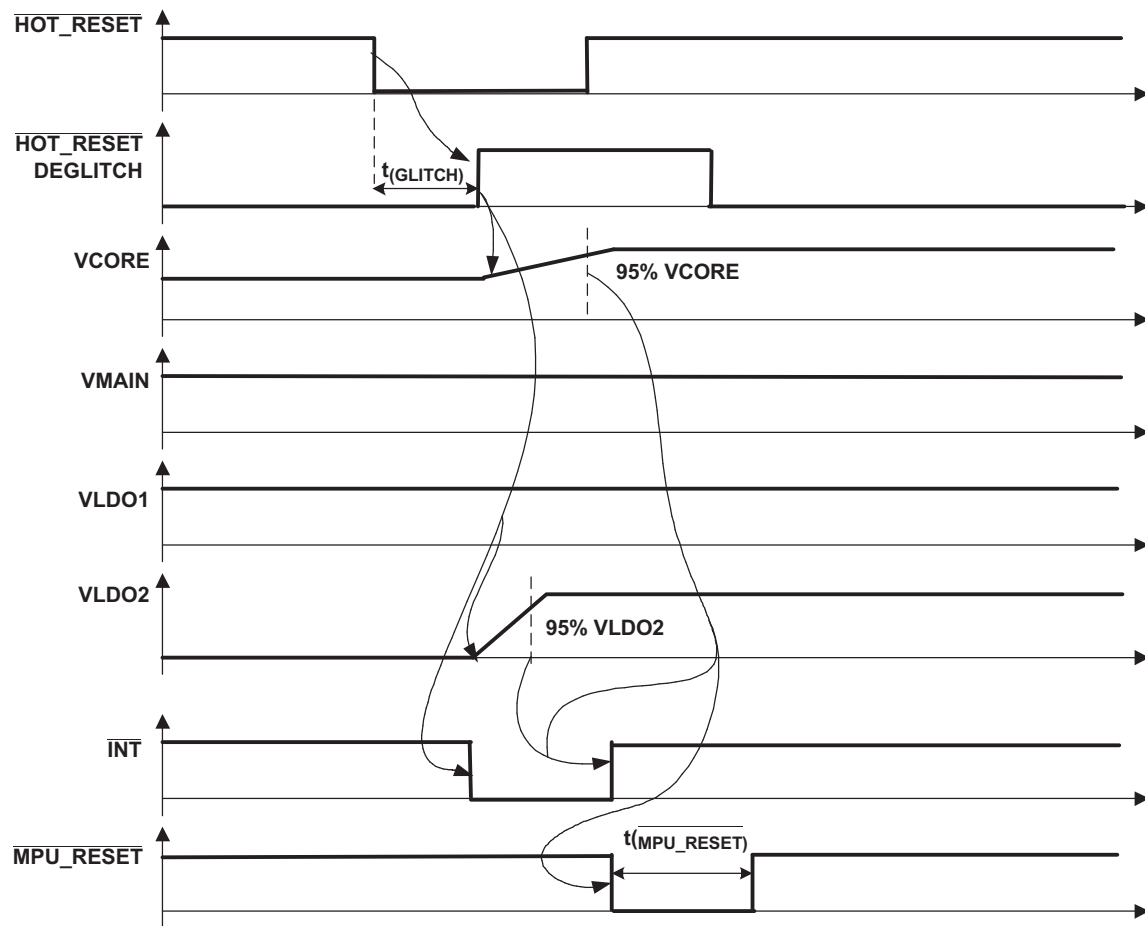 HOT_RESET
HOT_RESET
DEGLITCH
t(GLITCH)
VCORE
95% VCORE
VMAIN
VLDO1
VLDO2
95% VLDO2
INT
MPU_RESET
t(MPU_RESET)